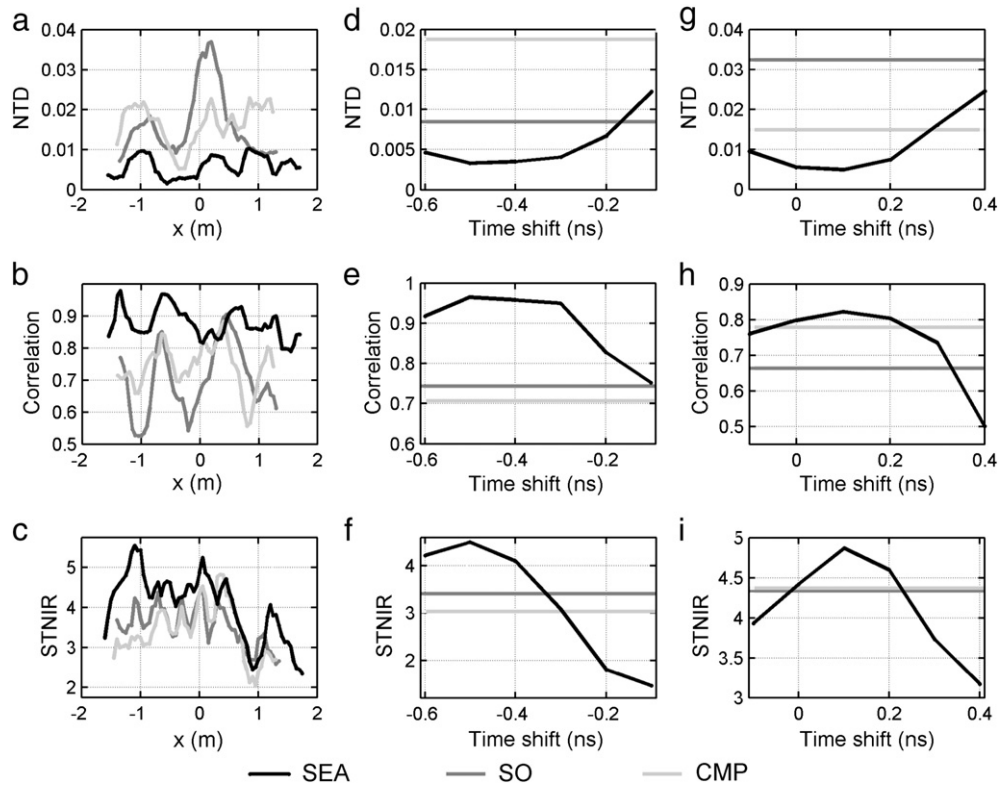 a
0.04
0.03
0.02
0.01
0
NTD
-2 -1 0 1 2
x (m)
d
0.02
0.015
0.01
0.005
0
NTD
-0.6 -0.4 -0.2
Time shift (ns)
g
0.04
0.03
0.02
0.01
0
NTD
0 0.2 0.4
Time shift (ns)
b
0.9
0.8
0.7
0.6
0.5
Correlation
-2 -1 0 1 2
x (m)
e
1
0.9
0.8
0.7
0.6
Correlation
-0.6 -0.4 -0.2
Time shift (ns)
h
0.9
0.8
0.7
0.6
0.5
Correlation
0 0.2 0.4
Time shift (ns)
c
5
4
3
2
STNIR
-2 -1 0 1 2
x (m)
f
4
3
2
STNIR
-0.6 -0.4 -0.2
Time shift (ns)
i
5
4.5
4
3.5
3
STNIR
0 0.2 0.4
Time shift (ns)
SEA SO CMP